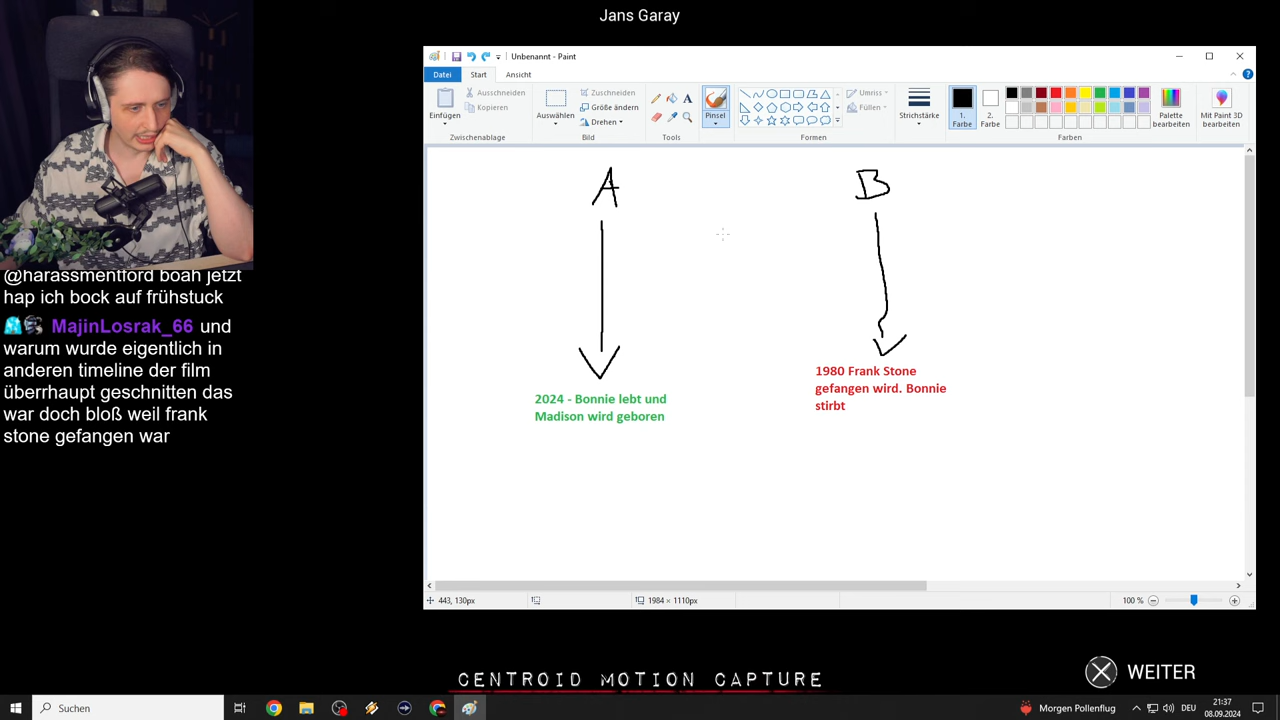 Jans Garay
Unbenannt - Paint
Datei Start Ansicht
Einfügen
Ausschneiden
Kopieren
Zwischenablage
Auswählen
Zuschneiden
Größe ändern
Drehen
Bild
Tools
Pinsel
Formen
Umriss
Füllen
Strichstärke
1. Farbe
2. Farbe
Palette bearbeiten
Mit Paint 3D bearbeiten
Farben
A
B
2024 - Bonnie lebt und
Madison wird geboren
1980 Frank Stone
gefangen wird. Bonnie
stirbt
@harassmentford boah jetzt
hap ich bock auf frühstuck
MajinLosrak_66 und
warum wurde eigentlich in
anderen timeline der film
überrhaupt geschnitten das
war doch bloß weil frank
stone gefangen war
443, 130px
1984 × 1110px
100 %
CENTROID MOTION CAPTURE
WEITER
Suchen
Morgen Pollenflug
DEU
21:37
08.09.2024